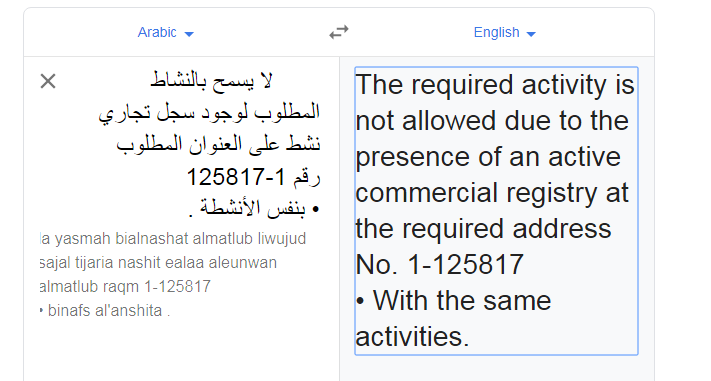 Arabic
English
لا يسمح بالنشاط
المطلوب لوجود سجل تجاري
نشط على العنوان المطلوب
رقم 1-125817
• بنفس الأنشطة .
la yasmah bialnashat almatlub liwujud
sajal tijaria nashit ealaa aleunwan
almatlub raqm 1-125817
• binafs al'anshita .
The required activity is
not allowed due to the
presence of an active
commercial registry at
the required address
No. 1-125817
• With the same
activities.